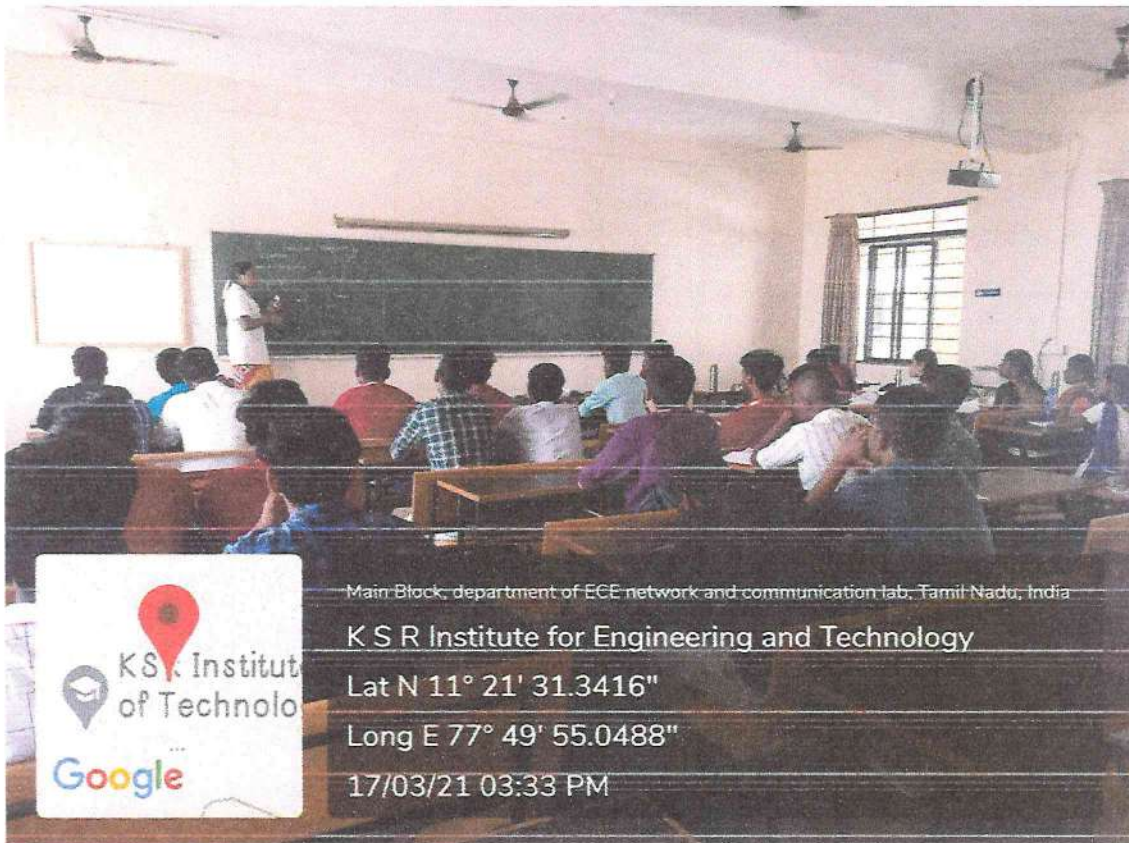 KSR Institute
of Technolo
...
Google
Main Block, department of ECE network and communication lab, Tamil Nadu, India
K S R Institute for Engineering and Technology
Lat N 11° 21' 31.3416"
Long E 77° 49' 55.0488"
17/03/21 03:33 PM